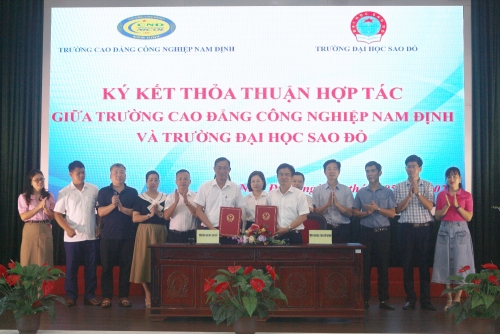 TRƯỜNG CAO ĐẲNG CÔNG NGHIỆP NAM ĐỊNH
TRƯỜNG ĐẠI HỌC SAO ĐỎ
KÝ KẾT THỎA THUẬN HỢP TÁC
GIỮA TRƯỜNG CAO ĐẲNG CÔNG NGHIỆP NAM ĐỊNH
VÀ TRƯỜNG ĐẠI HỌC SAO ĐỎ